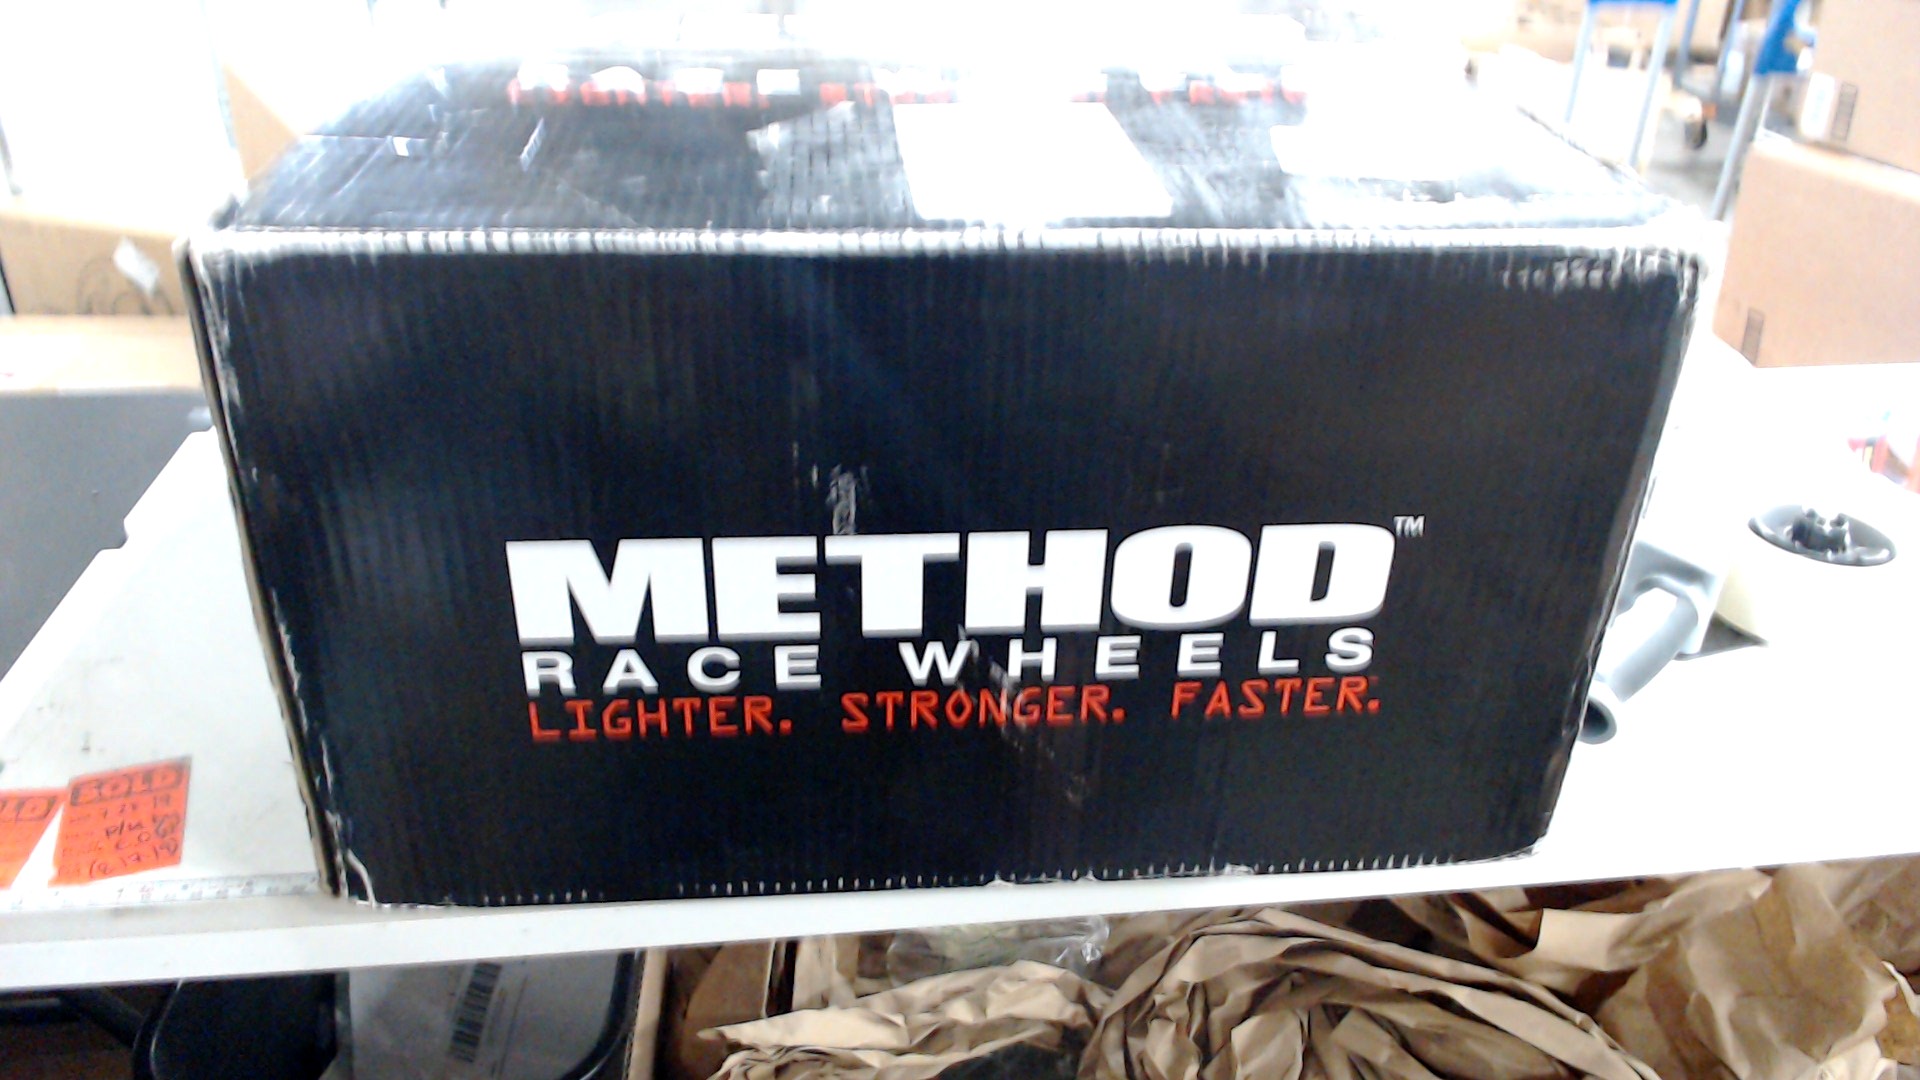 METHOD™
RACE WHEELS
LIGHTER. STRONGER. FASTER.
SOLD